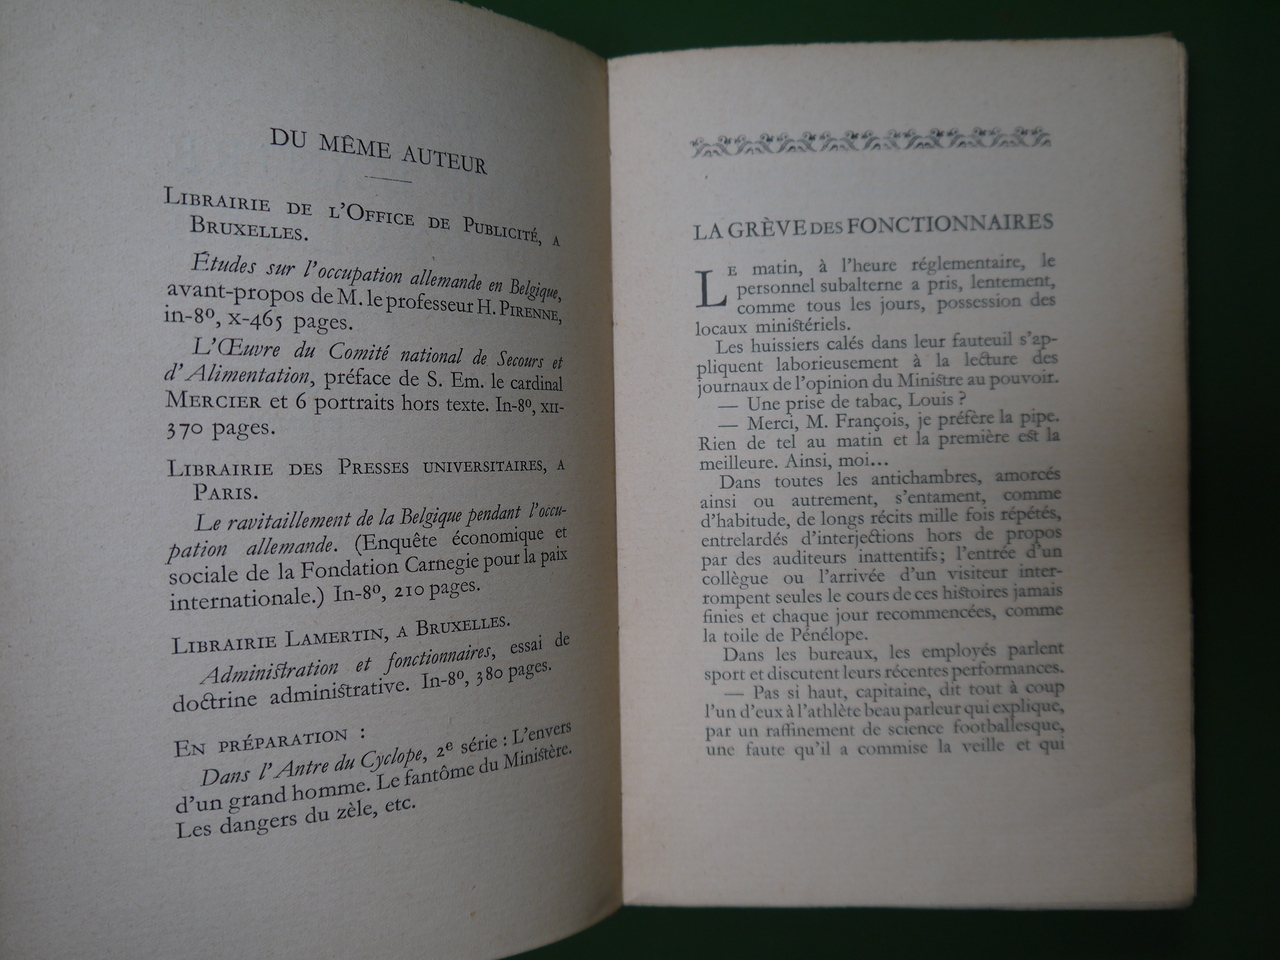 DU MÊME AUTEUR
LIBRAIRIE DE L'OFFICE DE PUBLICITÉ, A
BRUXELLES.
Études sur l'occupation allemande en Belgique,
avant-propos de M. le professeur H. PIRENNE,
in-8º, X-465 pages.
L'Œuvre du Comité national de Secours et
d'Alimentation, préface de S. Em. le cardinal
MERCIER et 6 portraits hors texte. In-8º, XII-
370 pages.
LIBRAIRIE DES PRESSES UNIVERSITAIRES, A
PARIS.
Le ravitaillement de la Belgique pendant l'occu-
pation allemande. (Enquête économique et
sociale de la Fondation Carnegie pour la paix
internationale.) In-8º, 210 pages.
LIBRAIRIE LAMERTIN, A BRUXELLES.
Administration et fonctionnaires, essai de
doctrine administrative. In-8º, 380 pages.
EN PRÉPARATION :
Dans l'Antre du Cyclope, 2e série : L'envers
d'un grand homme. Le fantôme du Ministère.
Les dangers du zèle, etc.
LA GRÈVE DES FONCTIONNAIRES
LE matin, à l'heure réglementaire, le
personnel subalterne a pris, lentement,
comme tous les jours, possession des
locaux ministériels.
Les huissiers calés dans leur fauteuil s'ap-
pliquent laborieusement à la lecture des
journaux de l'opinion du Ministre au pouvoir.
— Une prise de tabac, Louis ?
— Merci, M. François, je préfère la pipe.
Rien de tel au matin et la première est la
meilleure. Ainsi, moi...
Dans toutes les antichambres, amorcés
ainsi ou autrement, s'entament, comme
d'habitude, de longs récits mille fois répétés,
entrelardés d'interjections hors de propos
par des auditeurs inattentifs ; l'entrée d'un
collègue ou l'arrivée d'un visiteur inter-
rompent seules le cours de ces histoires jamais
finies et chaque jour recommencées, comme
la toile de Pénélope.
Dans les bureaux, les employés parlent
sport et discutent leurs récentes performances.
— Pas si haut, capitaine, dit tout à coup
l'un d'eux à l'athlète beau parleur qui explique,
par un raffinement de science footballesque,
une faute qu'il a commise la veille et qui